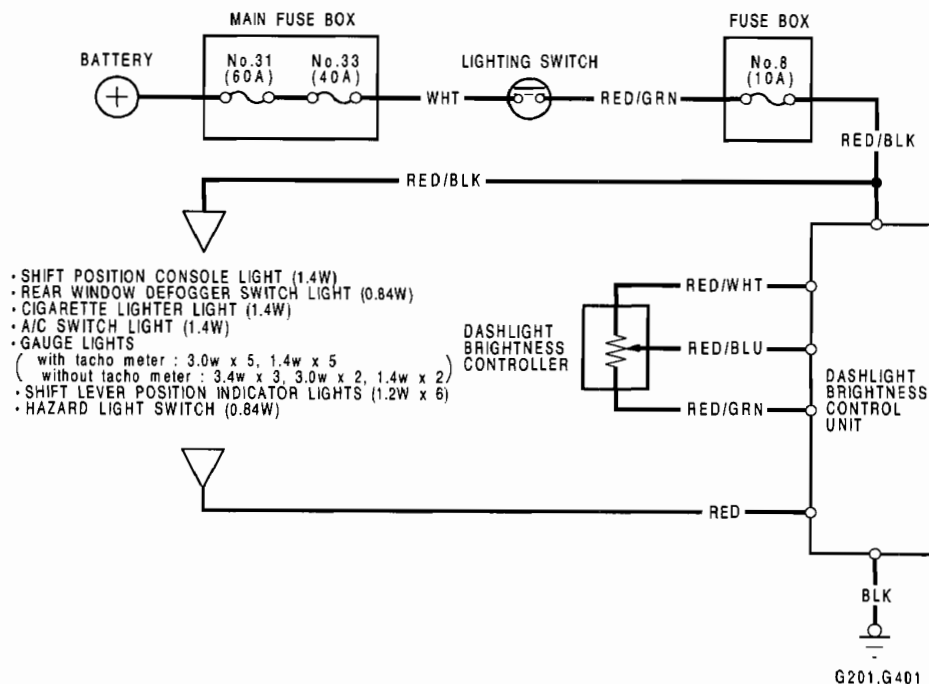 MAIN FUSE BOX
FUSE BOX
BATTERY
No.31
(60A)
No.33
(40A)
LIGHTING SWITCH
No.8
(10A)
WHT
RED/GRN
RED/BLK
RED/BLK
• SHIFT POSITION CONSOLE LIGHT (1.4W)
• REAR WINDOW DEFOGGER SWITCH LIGHT (0.84W)
• CIGARETTE LIGHTER LIGHT (1.4W)
• A/C SWITCH LIGHT (1.4W)
• GAUGE LIGHTS
( with tacho meter : 3.0w x 5, 1.4w x 5
without tacho meter : 3.4w x 3, 3.0w x 2, 1.4w x 2 )
• SHIFT LEVER POSITION INDICATOR LIGHTS (1.2W x 6)
• HAZARD LIGHT SWITCH (0.84W)
RED/WHT
DASHLIGHT
BRIGHTNESS
CONTROLLER
RED/BLU
RED/GRN
DASHLIGHT
BRIGHTNESS
CONTROL
UNIT
RED
BLK
G201,G401